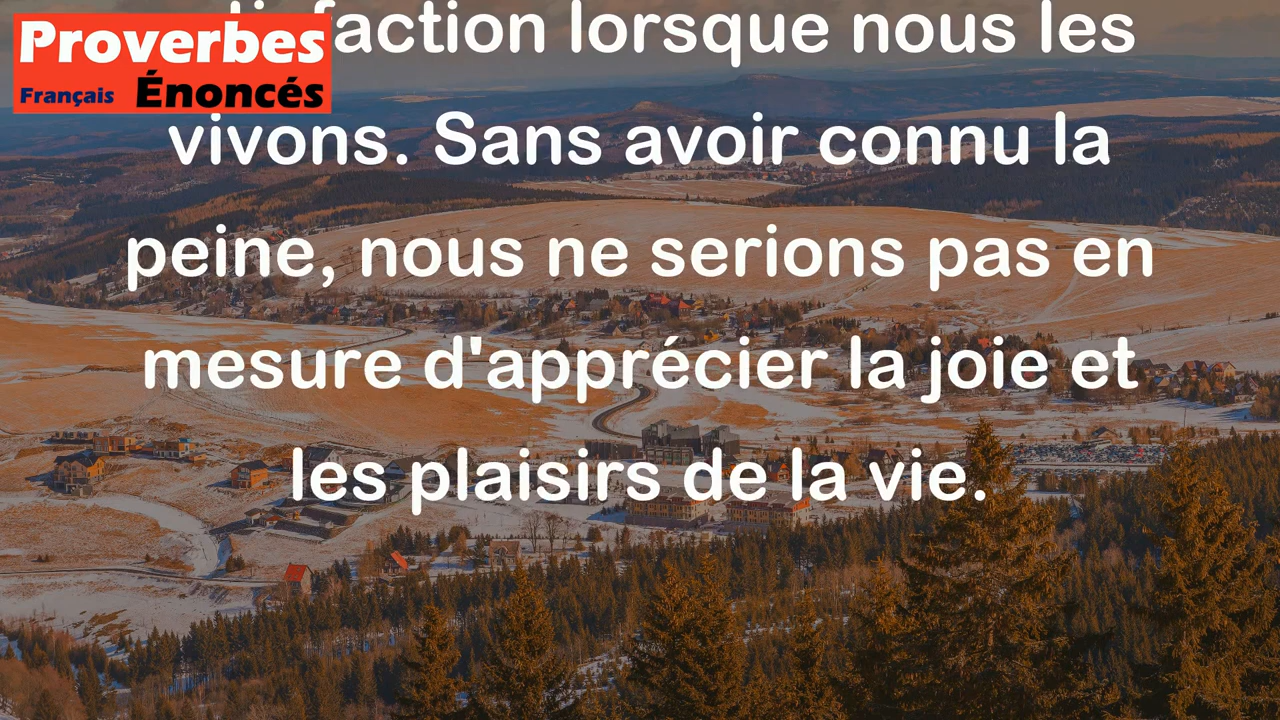 Proverbes
Français Énoncés
lorsque nous les
vivons. Sans avoir connu la
peine, nous ne serions pas en
mesure d'apprécier la joie et
les plaisirs de la vie.